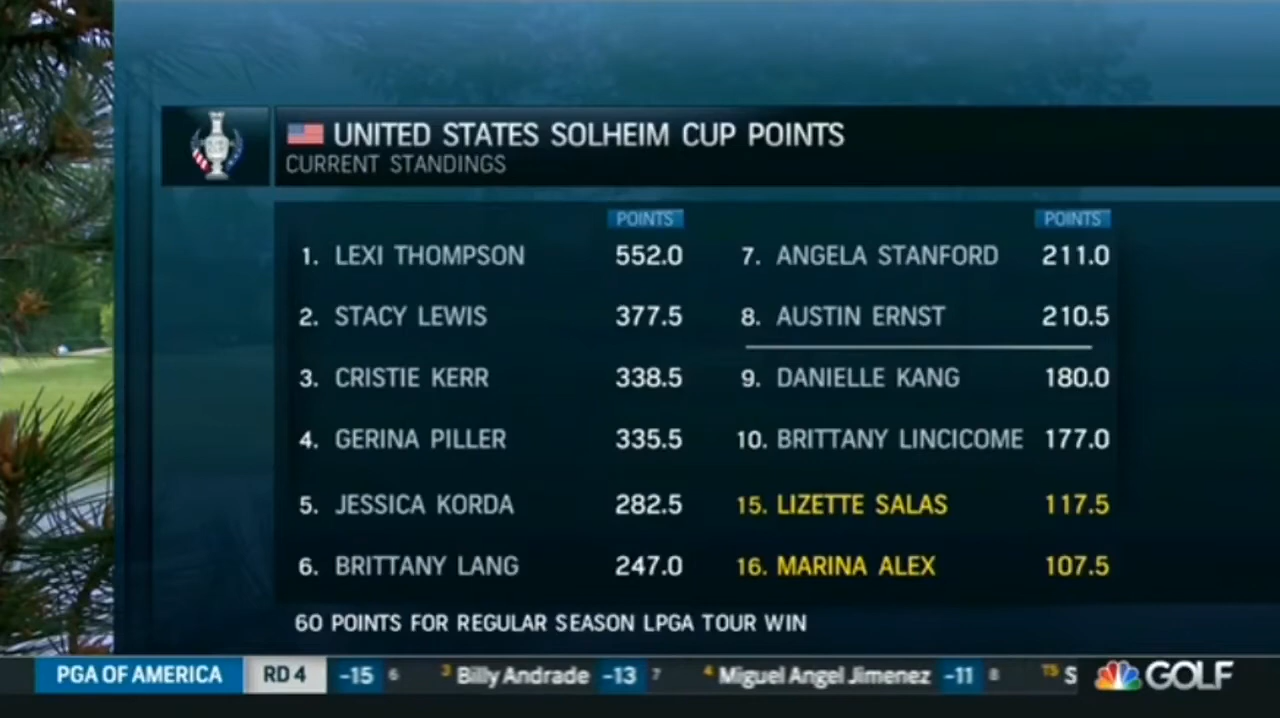 UNITED STATES SOLHEIM CUP POINTS
CURRENT STANDINGS
POINTS
1. LEXI THOMPSON 552.0
2. STACY LEWIS 377.5
3. CRISTIE KERR 338.5
4. GERINA PILLER 335.5
5. JESSICA KORDA 282.5
6. BRITTANY LANG 247.0
POINTS
7. ANGELA STANFORD 211.0
8. AUSTIN ERNST 210.5
9. DANIELLE KANG 180.0
10. BRITTANY LINCICOME 177.0
15. LIZETTE SALAS 117.5
16. MARINA ALEX 107.5
60 POINTS FOR REGULAR SEASON LPGA TOUR WIN
PGA OF AMERICA RD 4 -15 6 3 Billy Andrade -13 7 4 Miguel Angel Jimenez -11 8 T5 S GOLF